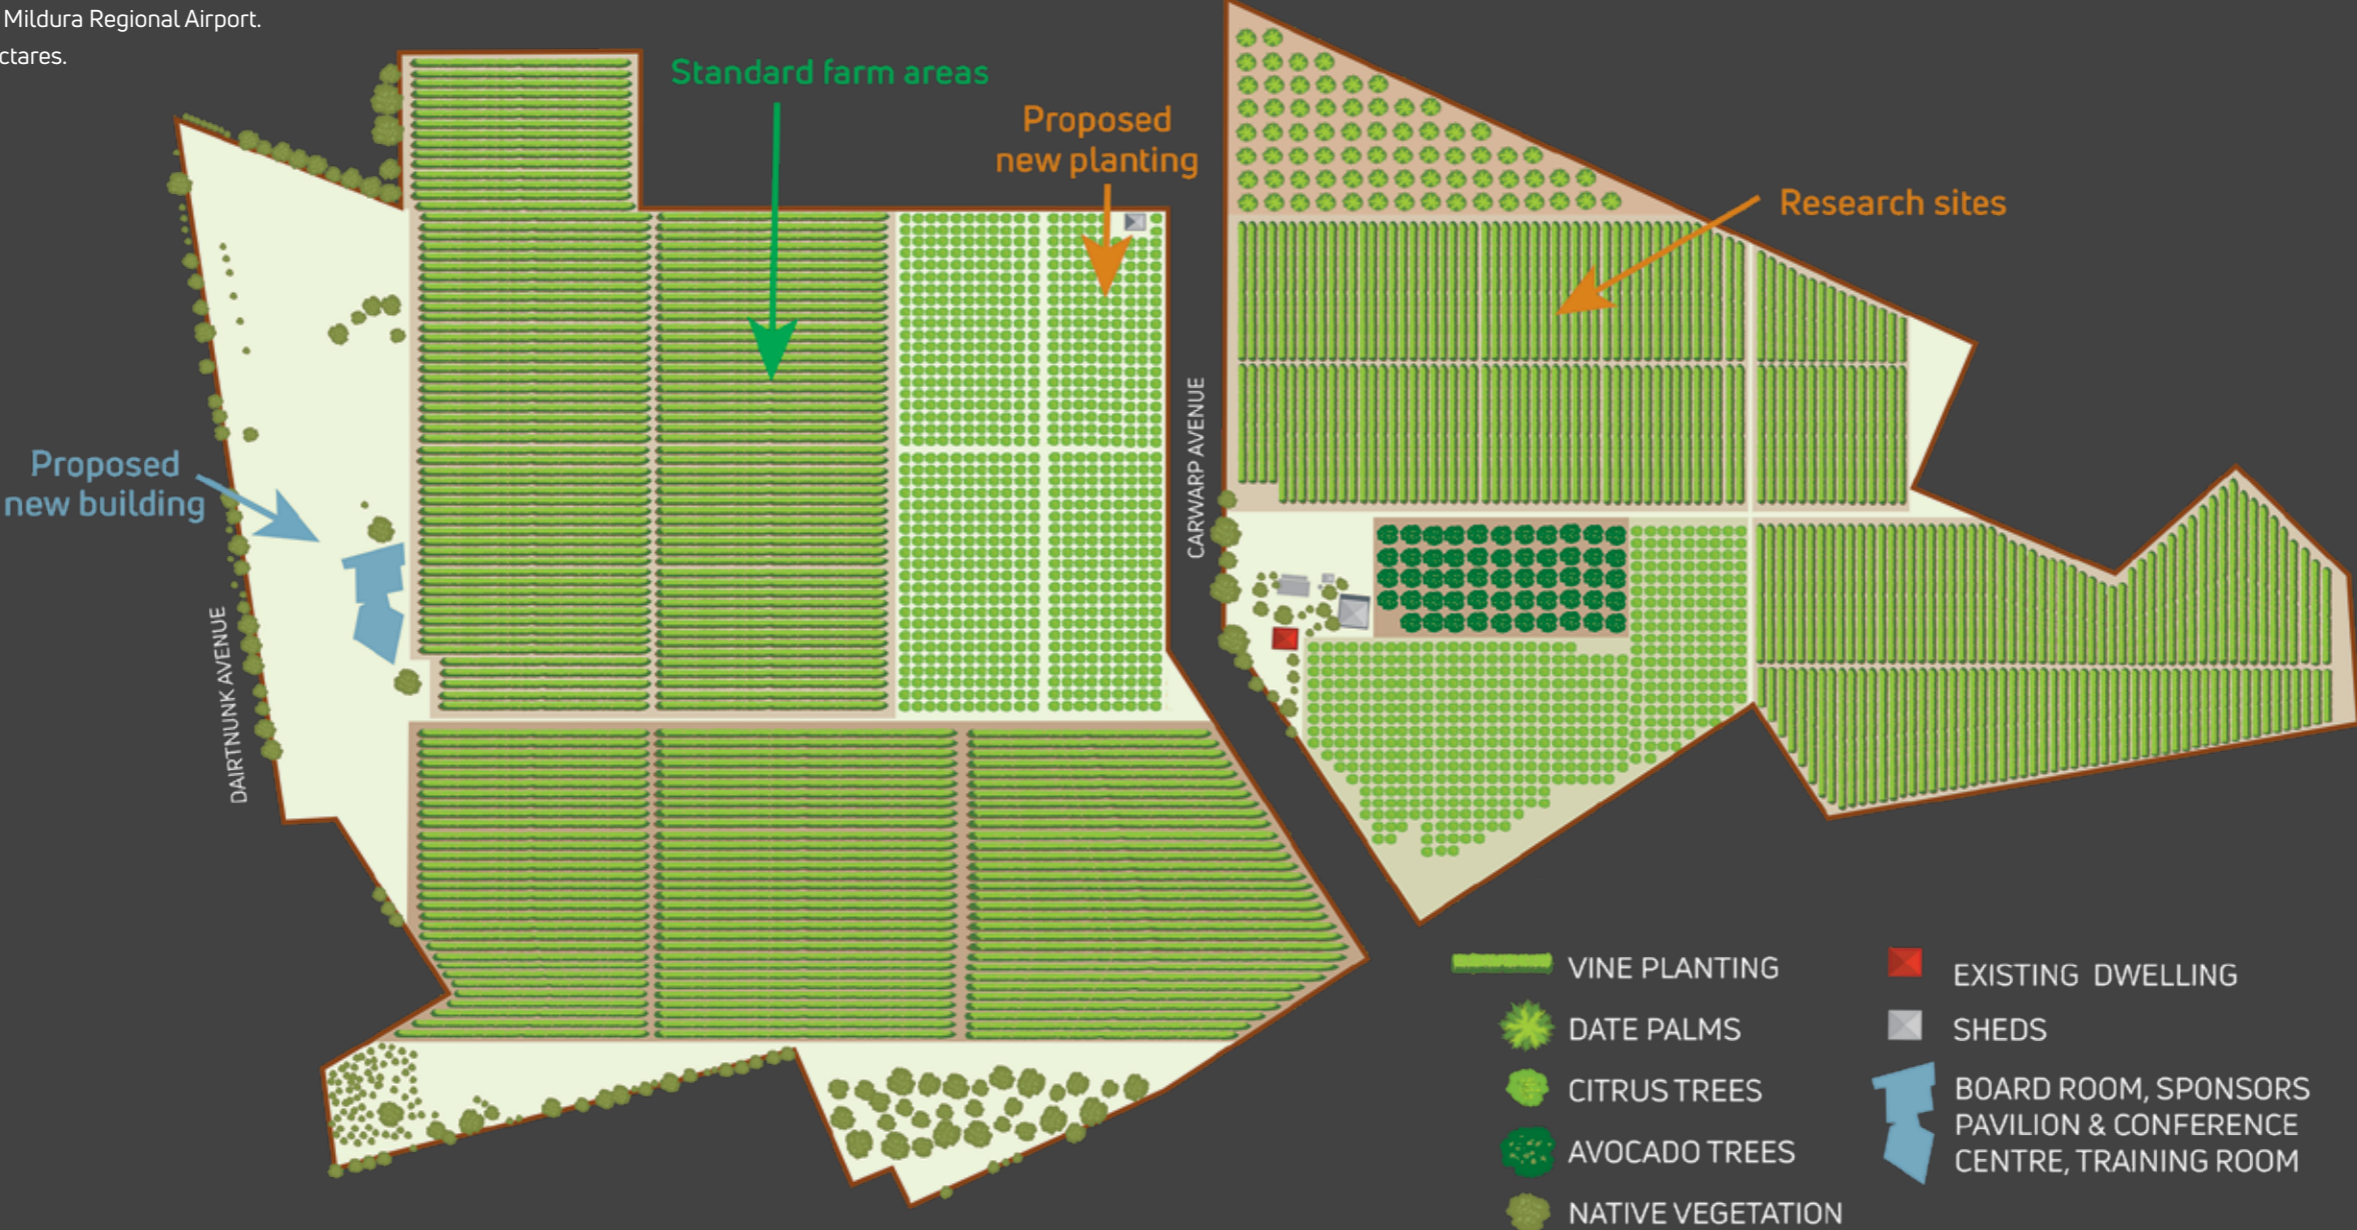 Mildura Regional Airport.
ctares.
Standard farm areas
Proposed
new planting
Research sites
Proposed
new building
CARWARP AVENUE
DAIRTNUNK AVENUE
VINE PLANTING
DATE PALMS
CITRUS TREES
AVOCADO TREES
NATIVE VEGETATION
EXISTING DWELLING
SHEDS
BOARD ROOM, SPONSORS
PAVILION & CONFERENCE
CENTRE, TRAINING ROOM